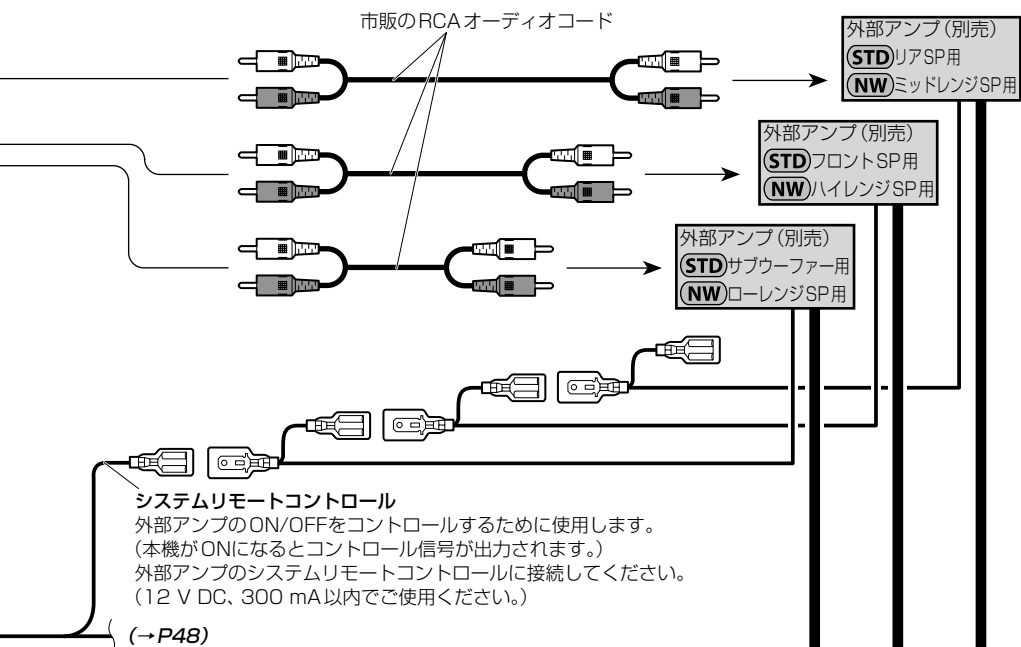 市販のRCAオーディオコード
外部アンプ（別売）
STDリアSP用
NWミッドレンジSP用
外部アンプ（別売）
STDフロントSP用
NWハイレンジSP用
外部アンプ（別売）
STDサブウーファー用
NWローレンジSP用
システムリモートコントロール
外部アンプのON/OFFをコントロールするために使用します。
（本機がONになるとコントロール信号が出力されます。）
外部アンプのシステムリモートコントロールに接続してください。
（12 V DC、300 mA以内でご使用ください。）
(→P48)